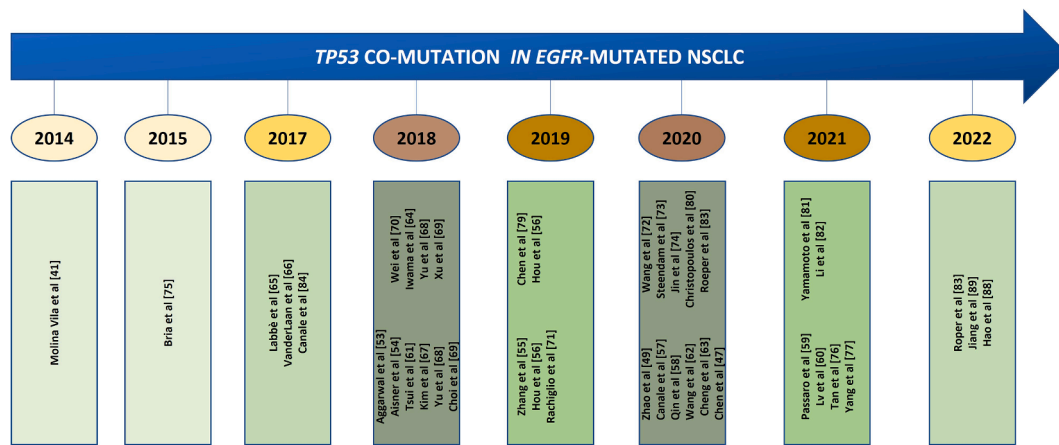 TP53 CO-MUTATION IN EGFR-MUTATED NSCLC
2014
2015
2017
2018
2019
2020
2021
2022
Molina Vila et al [41]
Bria et al [75]
Labbè et al [65]
VanderLaan et al [66]
Canale et al [84]
Aggarwal et al [53]
Aisner et al [54]
Tsui et al [61]
Kim et al [67]
Yu et al [68]
Choi et al [69]
Wei et al [70]
Iwama et al [64]
Yu et al [68]
Xu et al [69]
Zhang et al [55]
Hou et al [56]
Rachiglio et al [71]
Chen et al [79]
Hou et al [56]
Zhao et al [49]
Canale et al [57]
Qin et al [58]
Wang et al [62]
Cheng et al [63]
Chen et al [47]
Wang et al [72]
Steendam et al [73]
Jin et al [74]
Christopoulos et al [80]
Roeper et al [83]
Passaro et al [59]
Lv et al [60]
Tan et al [76]
Yang et al [77]
Yamamoto et al [81]
Li et al [82]
Roper et al [83]
Jiang et al [89]
Hao et al [88]